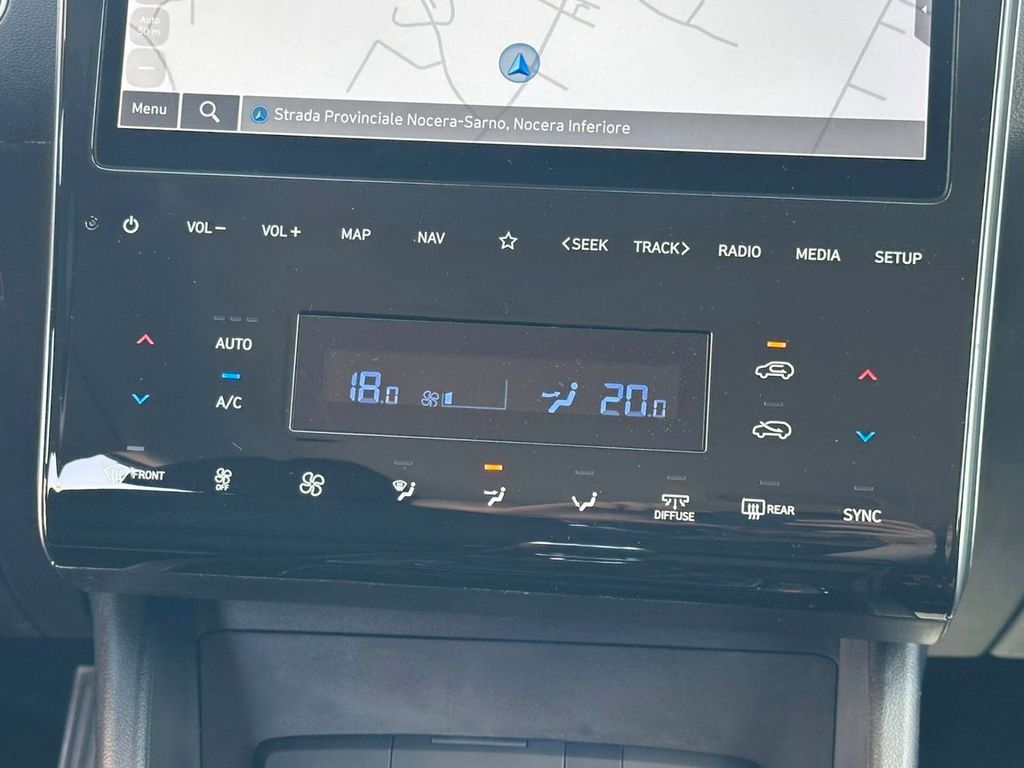 Auto
50 m
Menu
Strada Provinciale Nocera-Sarno, Nocera Inferiore
VOL− VOL+ MAP NAV <SEEK TRACK> RADIO MEDIA SETUP
AUTO
A/C
18.0 20.0
FRONT
OFF
DIFFUSE
REAR
SYNC